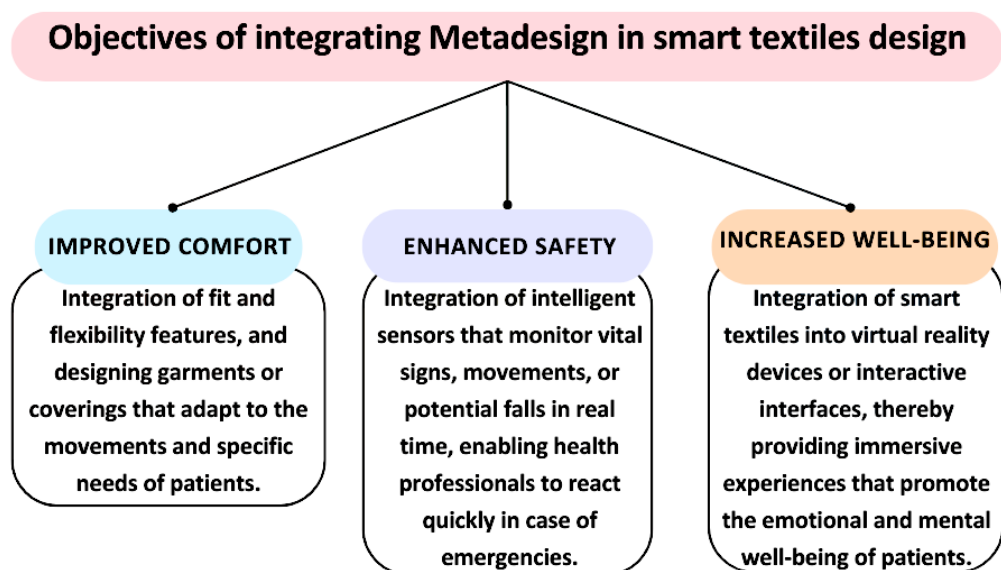 Objectives of integrating Metadesign in smart textiles design
IMPROVED COMFORT
Integration of fit and
flexibility features, and
designing garments or
coverings that adapt to the
movements and specific
needs of patients.
ENHANCED SAFETY
Integration of intelligent
sensors that monitor vital
signs, movements, or
potential falls in real
time, enabling health
professionals to react
quickly in case of
emergencies.
INCREASED WELL-BEING
Integration of smart
textiles into virtual reality
devices or interactive
interfaces, thereby
providing immersive
experiences that promote
the emotional and mental
well-being of patients.